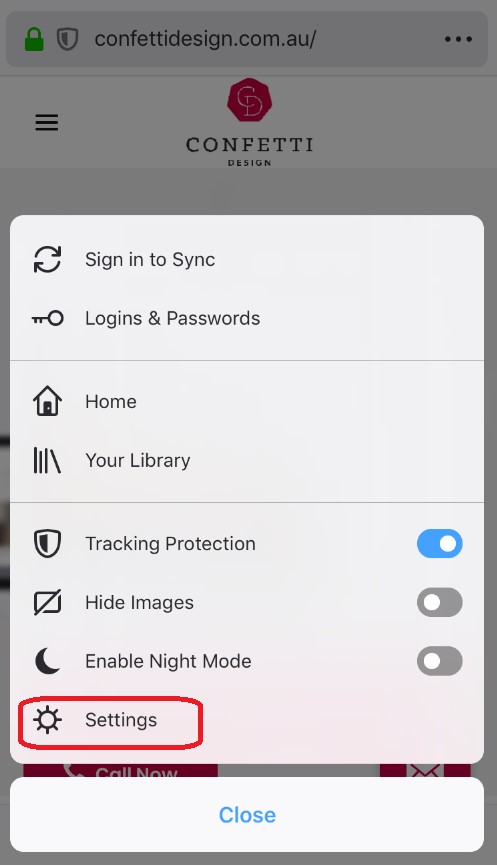 confettidesign.com.au/
CONFETTI
DESIGN
Sign in to Sync
Logins & Passwords
Home
Your Library
Tracking Protection
Hide Images
Enable Night Mode
Settings
Call Now
Close